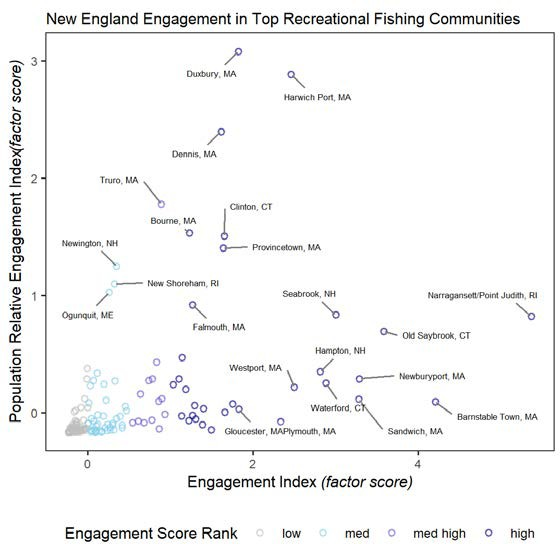 New England Engagement in Top Recreational Fishing Communities
Population Relative Engagement Index(factor score)
3
2
1
0
Duxbury, MA
Harwich Port, MA
Dennis, MA
Truro, MA
Clinton, CT
Bourne, MA
Newington, NH
Provincetown, MA
New Shoreham, RI
Seabrook, NH
Narragansett/Point Judith, RI
Ogunquit, ME
Falmouth, MA
Old Saybrook, CT
Hampton, NH
Westport, MA
Newburyport, MA
Waterford, CT
Barnstable Town, MA
Gloucester, MAPlymouth, MA
Sandwich, MA
0 2 4
Engagement Index (factor score)
Engagement Score Rank low med med high high